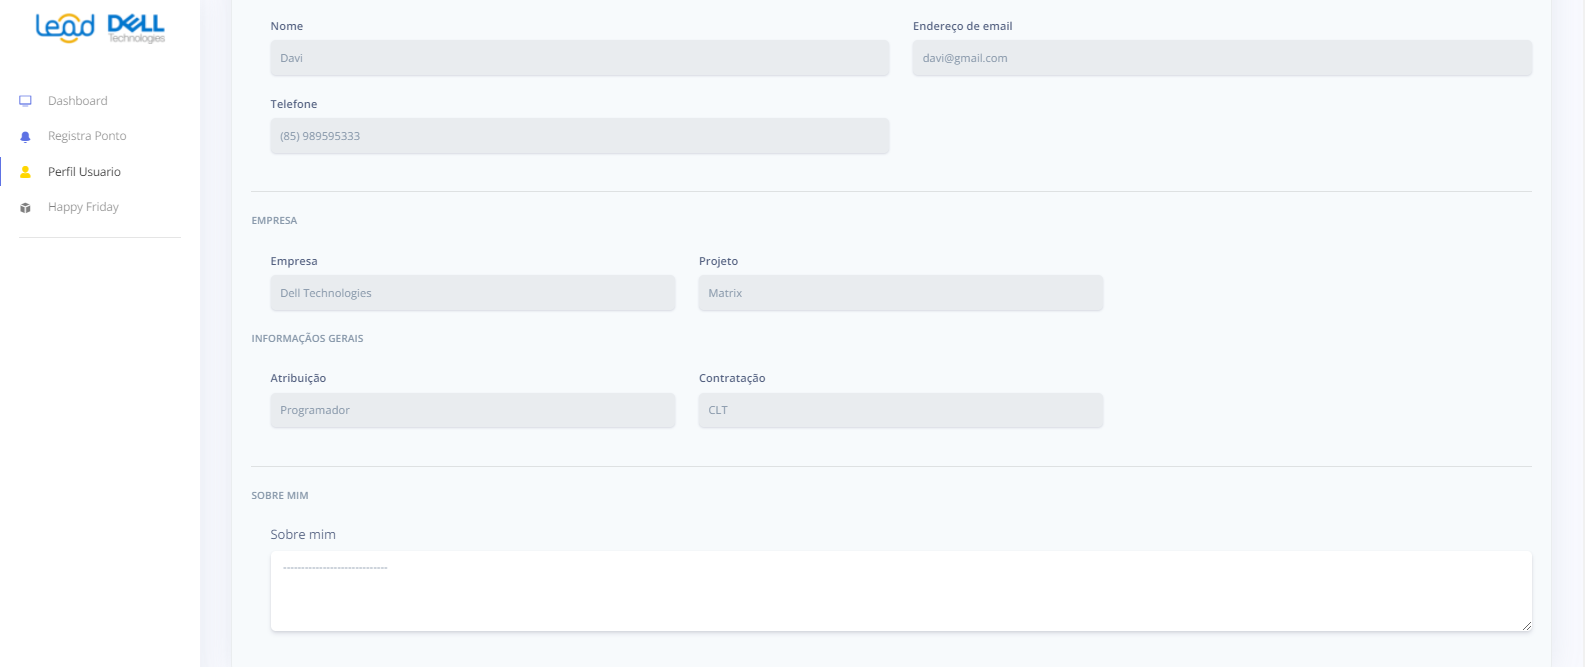 Lead DELL
Technologies
Dashboard
Registra Ponto
Perfil Usuario
Happy Friday
Nome
Endereço de email
Davi
davi@gmail.com
Telefone
(85) 989595333
EMPRESA
Empresa
Projeto
Dell Technologies
Matrix
INFORMAÇÃOS GERAIS
Atribuição
Contratação
Programador
CLT
SOBRE MIM
Sobre mim
-----------------------------